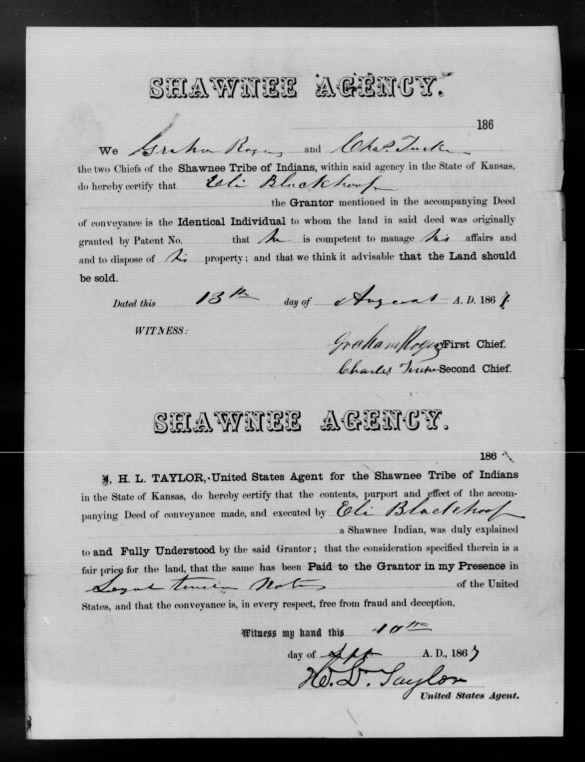 SHAWNEE AGENCY.
186
We Graham Rogers and Chas. Tucker
the two Chiefs of the Shawnee Tribe of Indians, within said agency in the State of Kansas,
do hereby certify that Eli Blackhoof
the Grantor mentioned in the accompanying Deed
of conveyance is the Identical Individual to whom the land in said deed was originally
granted by Patent No. that he is competent to manage his affairs and
and to dispose of his property; and that we think it advisable that the Land should
be sold.
Dated this 13th day of August A. D. 1867.
WITNESS:
Graham Rogers First Chief.
Charles Tucker Second Chief.
SHAWNEE AGENCY.
186
I, H. L. TAYLOR, United States Agent for the Shawnee Tribe of Indians
in the State of Kansas, do hereby certify that the contents, purport and effect of the accom-
panying Deed of conveyance made, and executed by Eli Blackhoof
a Shawnee Indian, was duly explained
to and Fully Understood by the said Grantor; that the consideration specified therein is a
fair price for the land, that the same has been Paid to the Grantor in my Presence in
Legal tender Notes of the United
States, and that the conveyance is, in every respect, free from fraud and deception.
Witness my hand this 10th
day of Sept A. D., 1867
H. L. Taylor
United States Agent.